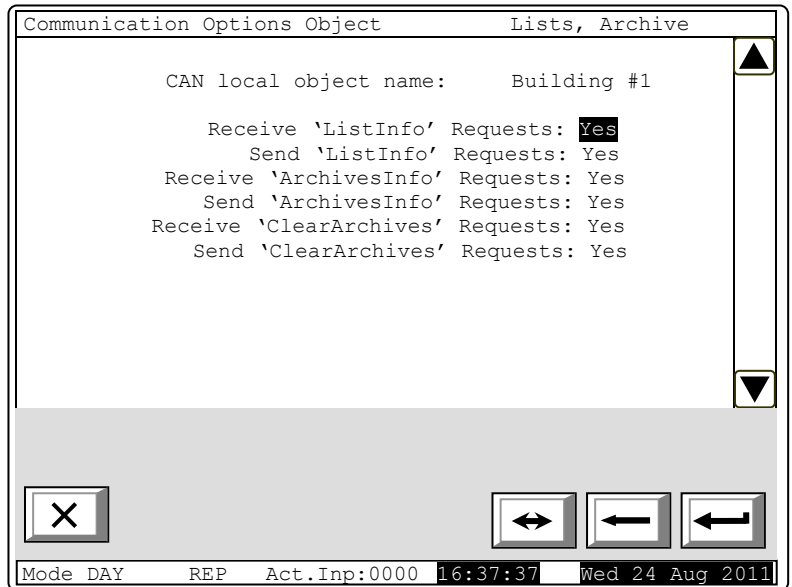 Communication Options Object Lists, Archive
CAN local object name: Building #1
Receive ‘ListInfo’ Requests: Yes
Send ‘ListInfo’ Requests: Yes
Receive ‘ArchivesInfo’ Requests: Yes
Send ‘ArchivesInfo’ Requests: Yes
Receive ‘ClearArchives’ Requests: Yes
Send ‘ClearArchives’ Requests: Yes
Mode DAY REP Act.Inp:0000 16:37:37 Wed 24 Aug 2011